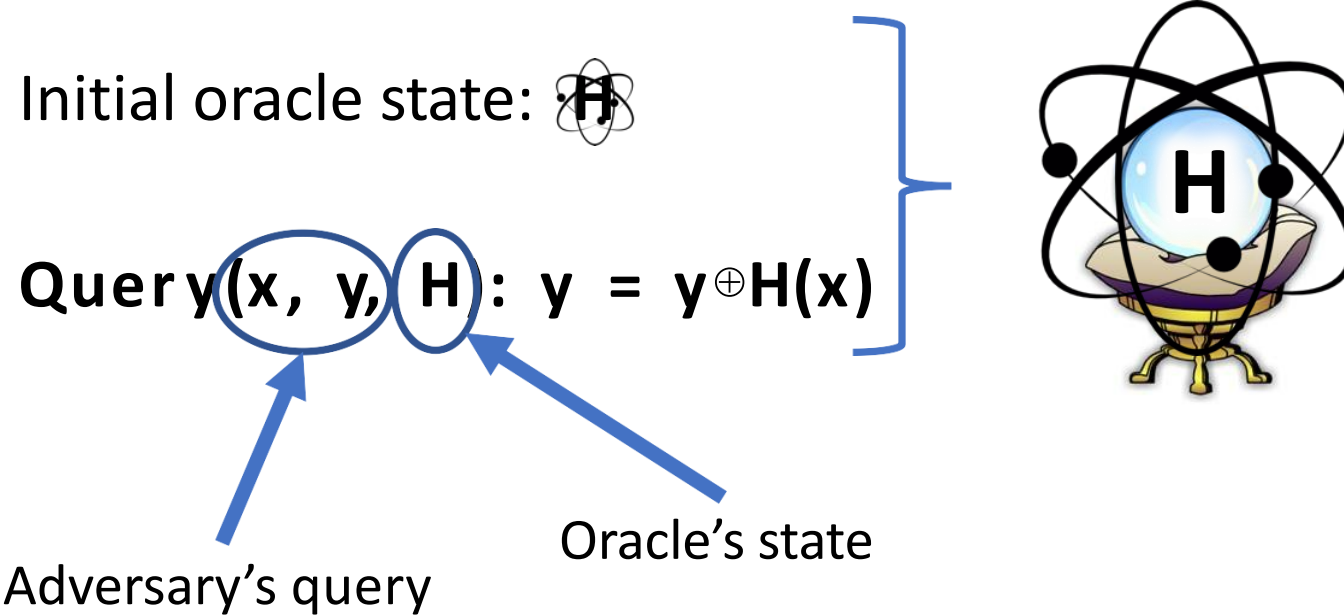 Initial oracle state: H
H
Query(x, y, H): y = y⊕H(x)
Oracle’s state
Adversary’s query